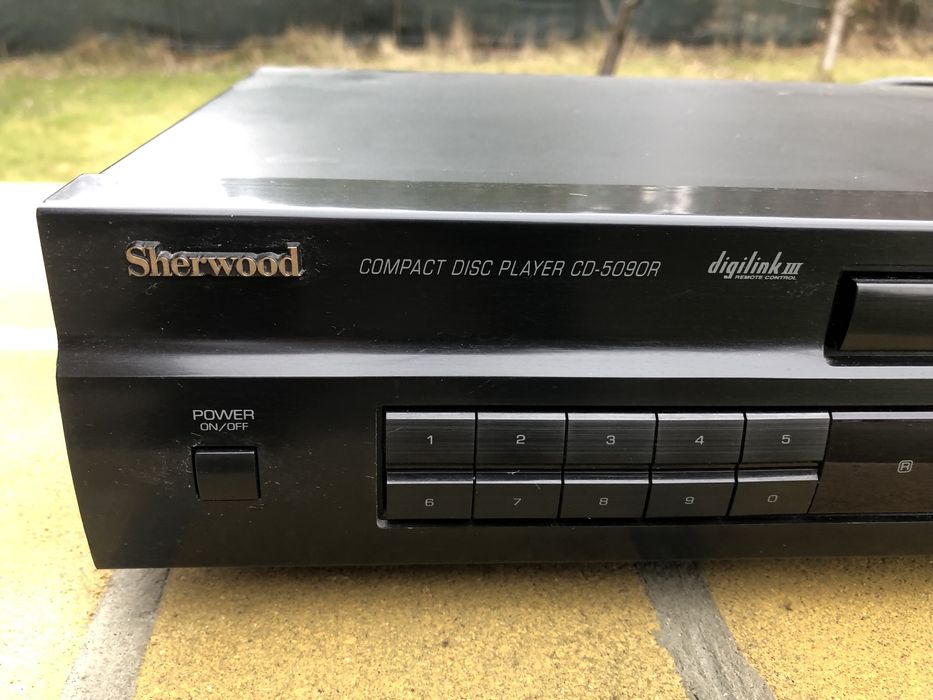 Sherwood
COMPACT DISC PLAYER CD-5090R
digilink III
REMOTE CONTROL
POWER
ON/OFF
1 2 3 4 5
6 7 8 9 0
R